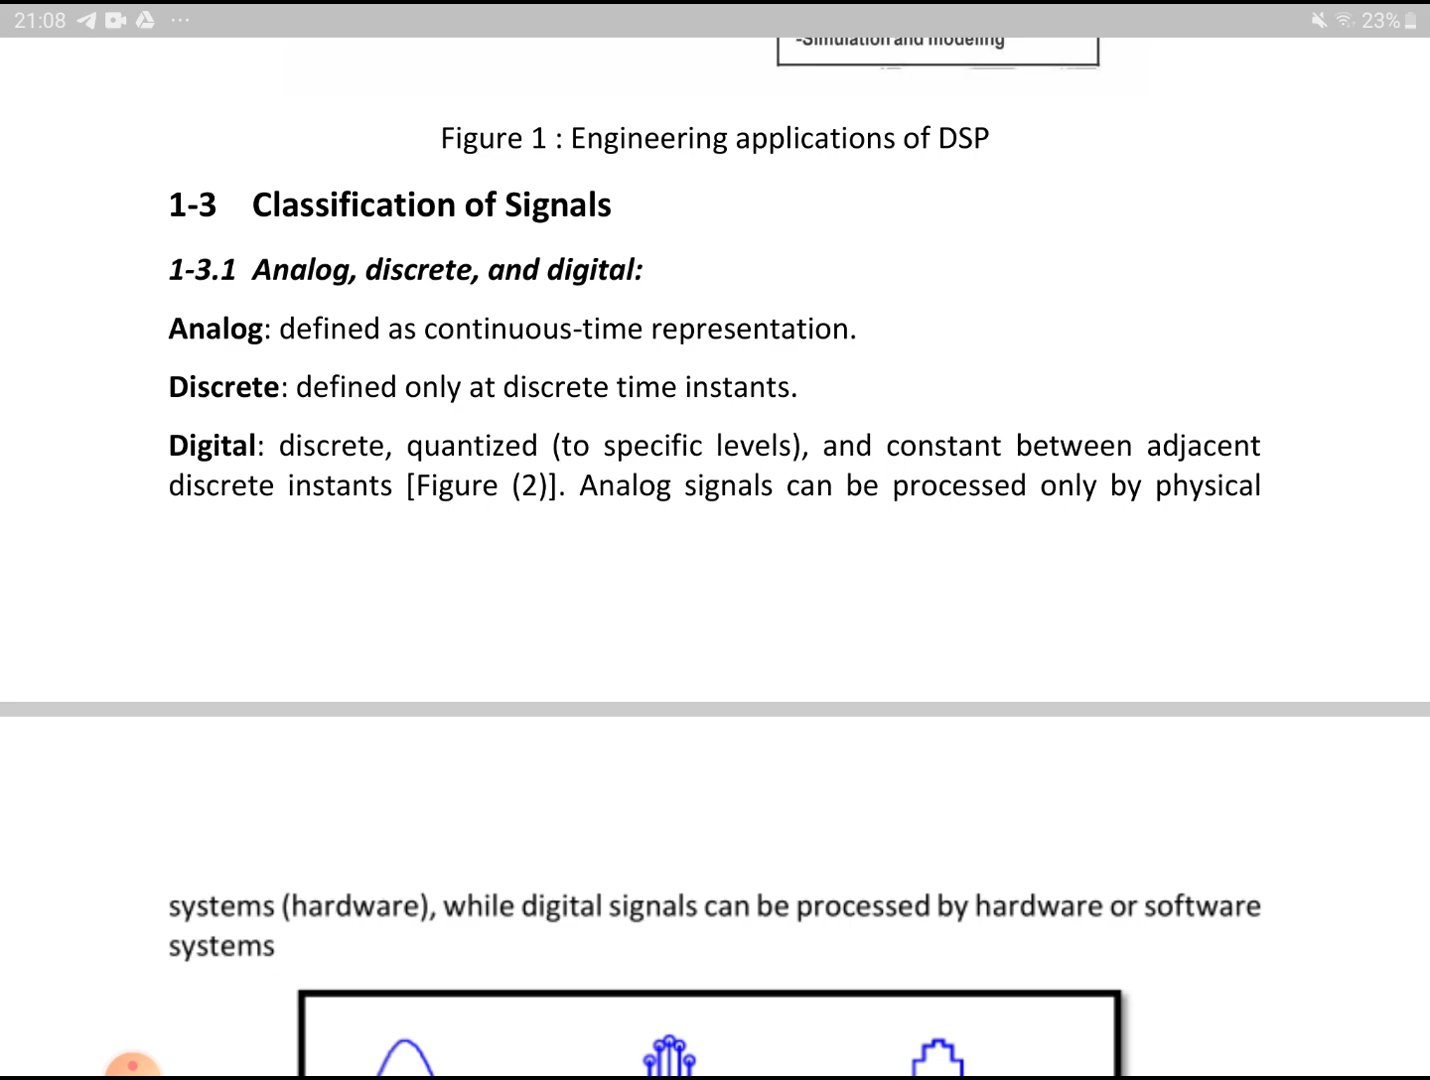 21:08
23%
-Simulation and modeling
Figure 1 : Engineering applications of DSP
1-3 Classification of Signals
1-3.1 Analog, discrete, and digital:
Analog: defined as continuous-time representation.
Discrete: defined only at discrete time instants.
Digital: discrete, quantized (to specific levels), and constant between adjacent
discrete instants [Figure (2)]. Analog signals can be processed only by physical
systems (hardware), while digital signals can be processed by hardware or software
systems